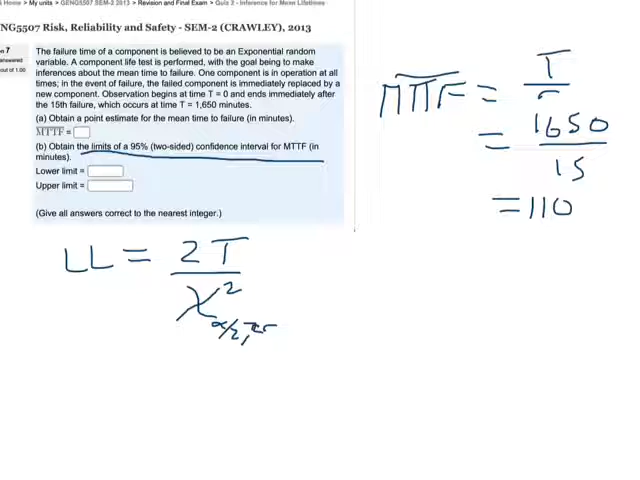 Home > My units > GENG5507 SEM-2 2013 > Revision and Final Exam > Quiz 2 - Inference for Mean Lifetimes
NG5507 Risk, Reliability and Safety - SEM-2 (CRAWLEY), 2013
n 7
answered
out of 1.00
The failure time of a component is believed to be an Exponential random
variable. A component life test is performed, with the goal being to make
inferences about the mean time to failure. One component is in operation at all
times; in the event of failure, the failed component is immediately replaced by
a new component. Observation begins at time T = 0 and ends immediately after
the 15th failure, which occurs at time T = 1,650 minutes.
(a) Obtain a point estimate for the mean time to failure (in minutes).
MTTF =
(b) Obtain the limits of a 95% (two-sided) confidence interval for MTTF (in
minutes).
Lower limit =
Upper limit =
(Give all answers correct to the nearest integer.)
MTTF = T
r
= 1650
15
= 110
LL = 2T
χ²α/2, 2r